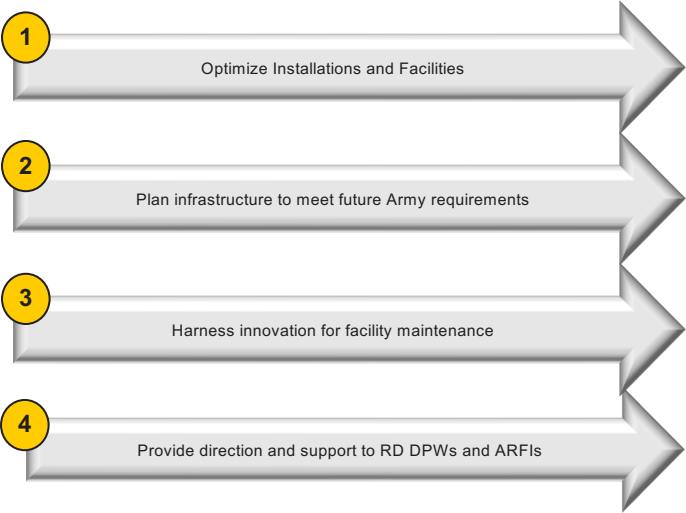 1
Optimize Installations and Facilities
2
Plan infrastructure to meet future Army requirements
3
Harness innovation for facility maintenance
4
Provide direction and support to RD DPWs and ARFIs